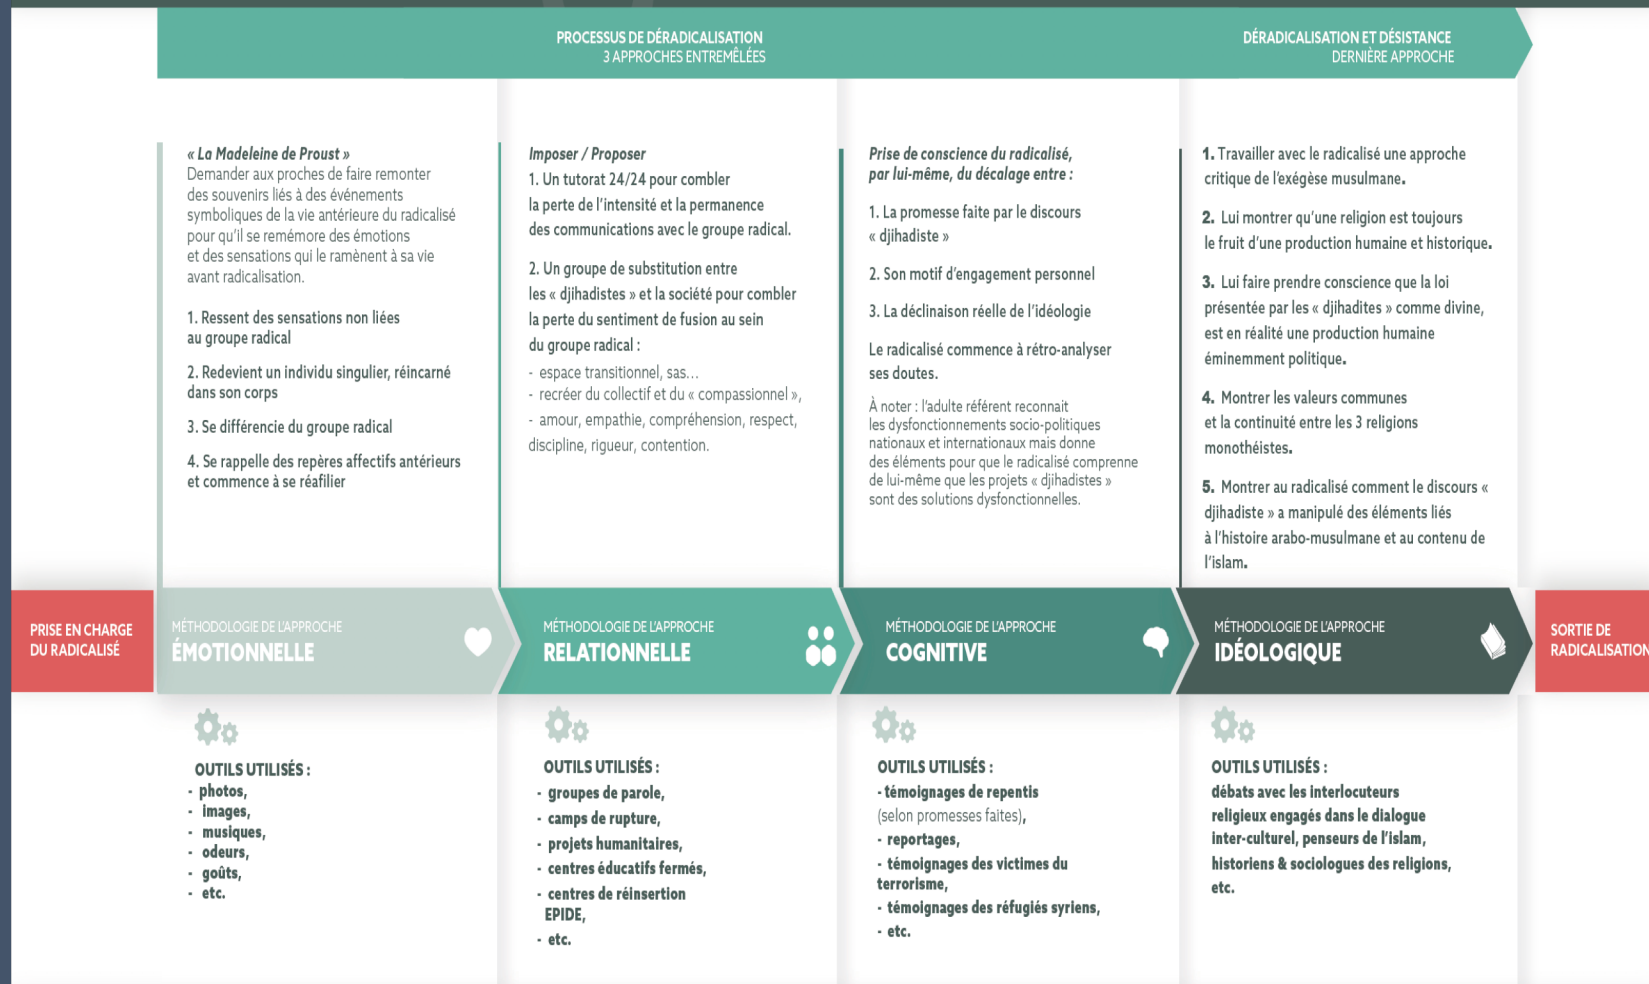 PROCESSUS DE DÉRADICALISATION
3 APPROCHES ENTREMÊLÉES
DÉRADICALISATION ET DÉSISTANCE
DERNIÈRE APPROCHE
« La Madeleine de Proust »
Demander aux proches de faire remonter
des souvenirs liés à des événements
symboliques de la vie antérieure du radicalisé
pour qu'il se remémore des émotions
et des sensations qui le ramènent à sa vie
avant radicalisation.
1. Ressent des sensations non liées
au groupe radical
2. Redevient un individu singulier, réincarné
dans son corps
3. Se différencie du groupe radical
4. Se rappelle des repères affectifs antérieurs
et commence à se réafilier
Imposer / Proposer
1. Un tutorat 24/24 pour combler
la perte de l'intensité et la permanence
des communications avec le groupe radical.
2. Un groupe de substitution entre
les « djihadistes » et la société pour combler
la perte du sentiment de fusion au sein
du groupe radical :
- espace transitionnel, sas...
- recréer du collectif et du « compassionnel »,
- amour, empathie, compréhension, respect,
discipline, rigueur, contention.
Prise de conscience du radicalisé,
par lui-même, du décalage entre :
1. La promesse faite par le discours
« djihadiste »
2. Son motif d'engagement personnel
3. La déclinaison réelle de l'idéologie
Le radicalisé commence à rétro-analyser
ses doutes.
À noter : l'adulte référent reconnait
les dysfonctionnements socio-politiques
nationaux et internationaux mais donne
des éléments pour que le radicalisé comprenne
de lui-même que les projets « djihadistes »
sont des solutions dysfonctionnelles.
1. Travailler avec le radicalisé une approche
critique de l'exégèse musulmane.
2. Lui montrer qu'une religion est toujours
le fruit d'une production humaine et historique.
3. Lui faire prendre conscience que la loi
présentée par les « djihadites » comme divine,
est en réalité une production humaine
éminemment politique.
4. Montrer les valeurs communes
et la continuité entre les 3 religions
monothéistes.
5. Montrer au radicalisé comment le discours «
djihadiste » a manipulé des éléments liés
à l'histoire arabo-musulmane et au contenu de
l'islam.
PRISE EN CHARGE
DU RADICALISÉ
MÉTHODOLOGIE DE L'APPROCHE
ÉMOTIONNELLE
MÉTHODOLOGIE DE L'APPROCHE
RELATIONNELLE
MÉTHODOLOGIE DE L'APPROCHE
COGNITIVE
MÉTHODOLOGIE DE L'APPROCHE
IDÉOLOGIQUE
SORTIE DE
RADICALISATION
OUTILS UTILISÉS :
- photos,
- images,
- musiques,
- odeurs,
- goûts,
- etc.
OUTILS UTILISÉS :
- groupes de parole,
- camps de rupture,
- projets humanitaires,
- centres éducatifs fermés,
- centres de réinsertion
EPIDE,
- etc.
OUTILS UTILISÉS :
- témoignages de repentis
(selon promesses faites),
- reportages,
- témoignages des victimes du
terrorisme,
- témoignages des réfugiés syriens,
- etc.
OUTILS UTILISÉS :
débats avec les interlocuteurs
religieux engagés dans le dialogue
inter-culturel, penseurs de l'islam,
historiens & sociologues des religions,
etc.